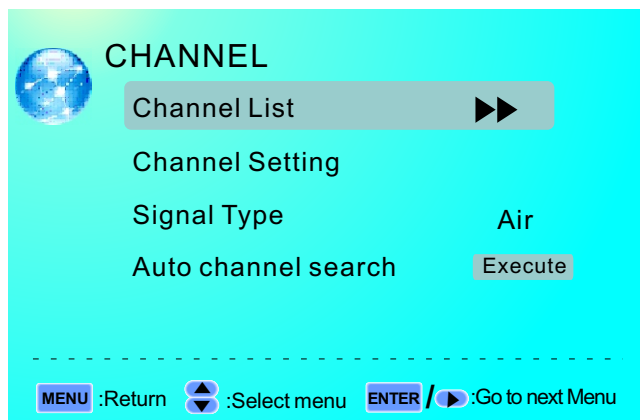 CHANNEL
Channel List
Channel Setting
Signal Type Air
Auto channel search Execute
MENU :Return :Select menu ENTER / :Go to next Menu